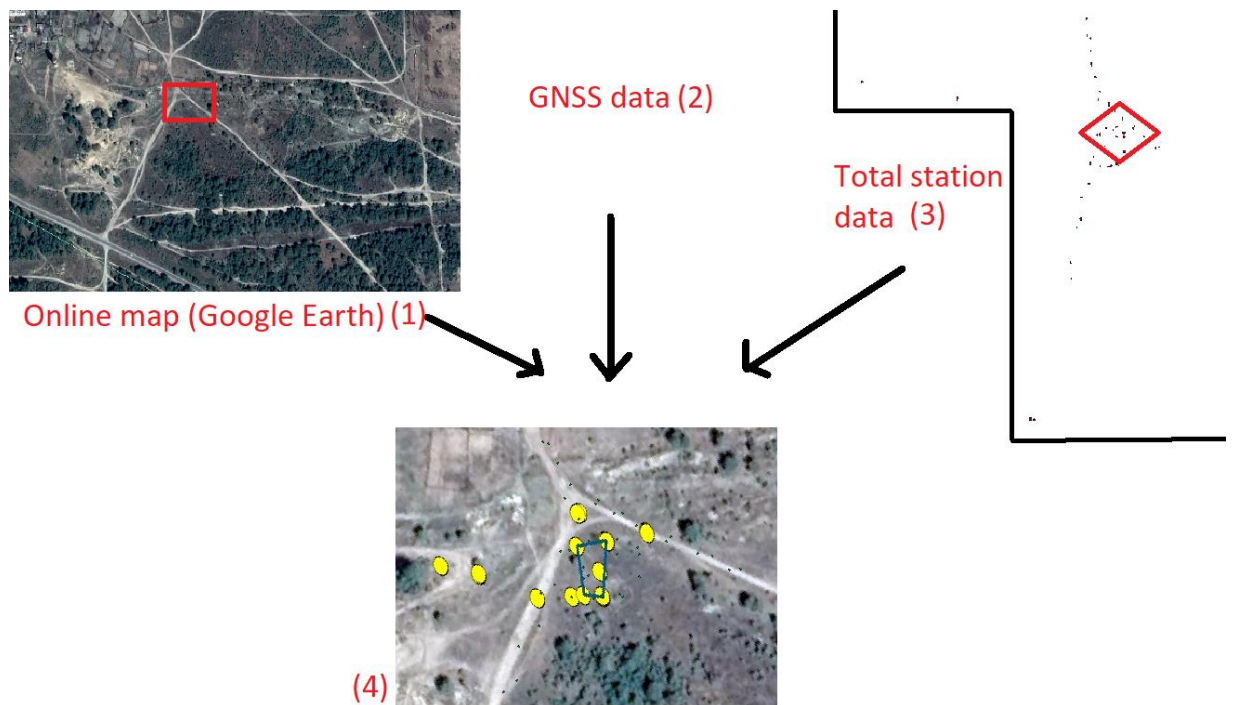 GNSS data (2)
Total station
data (3)
Online map (Google Earth) (1)
(4)